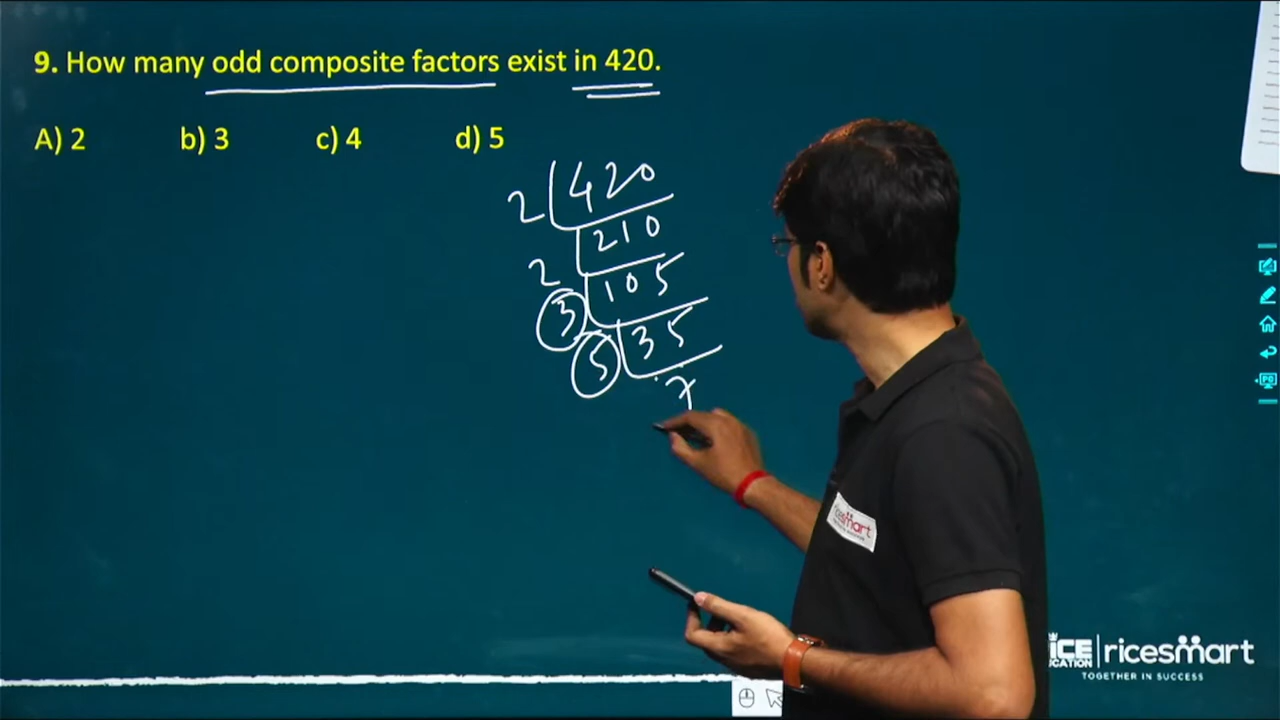 9. How many odd composite factors exist in 420.
A) 2 b) 3 c) 4 d) 5
2 420
2 210
3 105
5 35
7
ricesmart
ICE | ricesmart
UCATION
TOGETHER IN SUCCESS